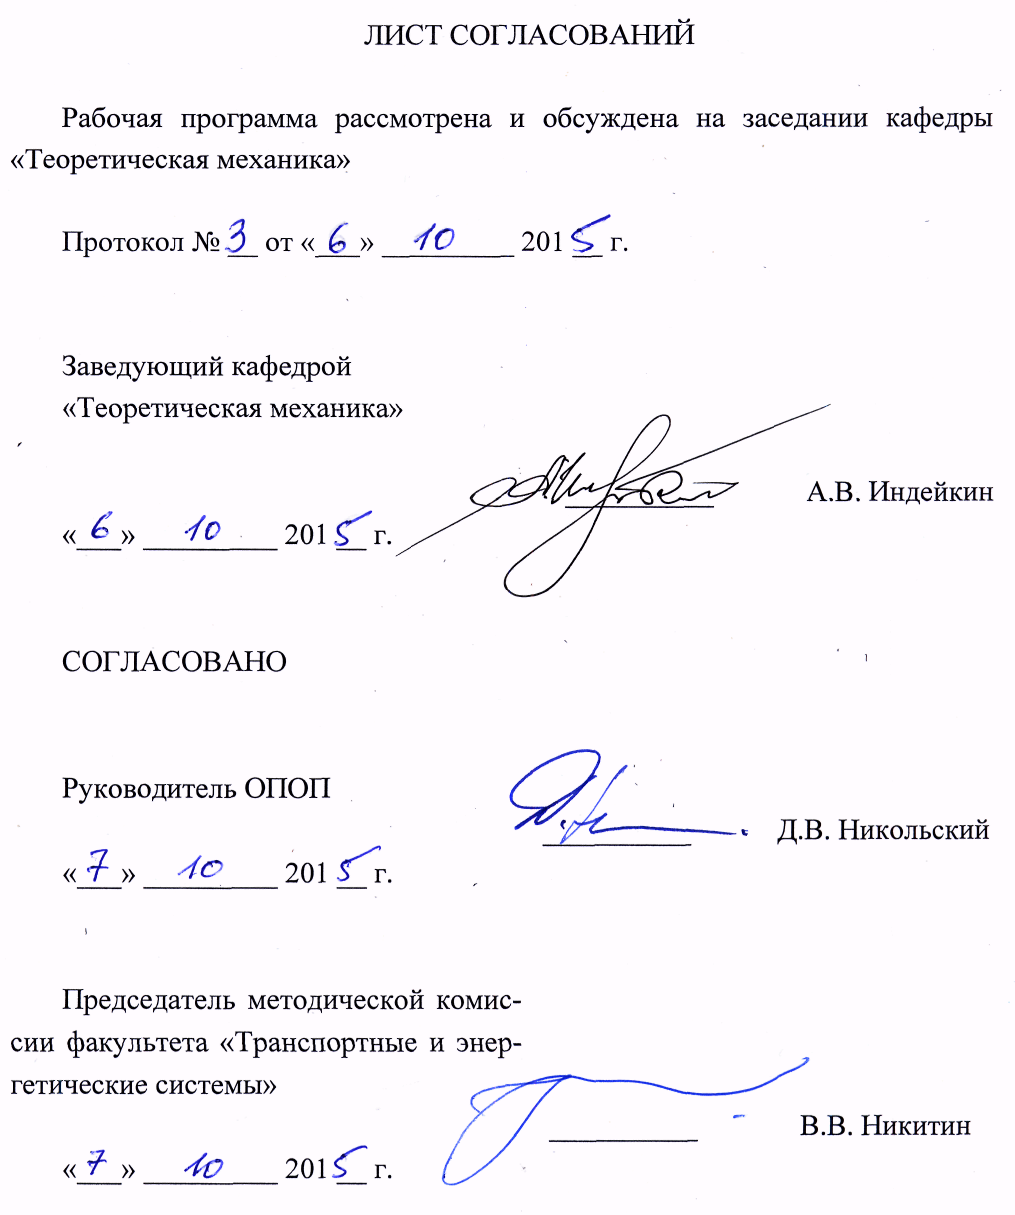 ЛИСТ СОГЛАСОВАНИЙ
Рабочая программа рассмотрена и обсуждена на заседании кафедры
«Теоретическая механика»
Протокол № 3 от «6» 10 2015 г.
Заведующий кафедрой
«Теоретическая механика»
А.В. Индейкин
«6» 10 2015 г.
СОГЛАСОВАНО
Руководитель ОПОП
Д.В. Никольский
«7» 10 2015 г.
Председатель методической комис-
сии факультета «Транспортные и энер-
гетические системы»
В.В. Никитин
«7» 10 2015 г.